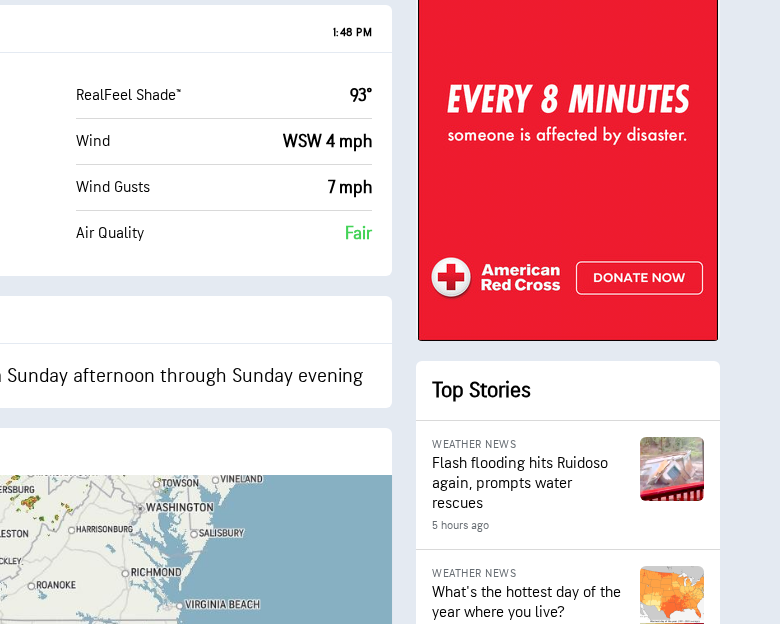 1:48 PM
RealFeel Shade™ 93°
Wind WSW 4 mph
Wind Gusts 7 mph
Air Quality Fair
Sunday afternoon through Sunday evening
TOWSON
VINELAND
WASHINGTON
HARRISONBURG
SALISBURY
RICHMOND
ROANOKE
VIRGINIA BEACH
EVERY 8 MINUTES
someone is affected by disaster.
American
Red Cross
DONATE NOW
Top Stories
WEATHER NEWS
Flash flooding hits Ruidoso
again, prompts water
rescues
5 hours ago
WEATHER NEWS
What's the hottest day of the
year where you live?